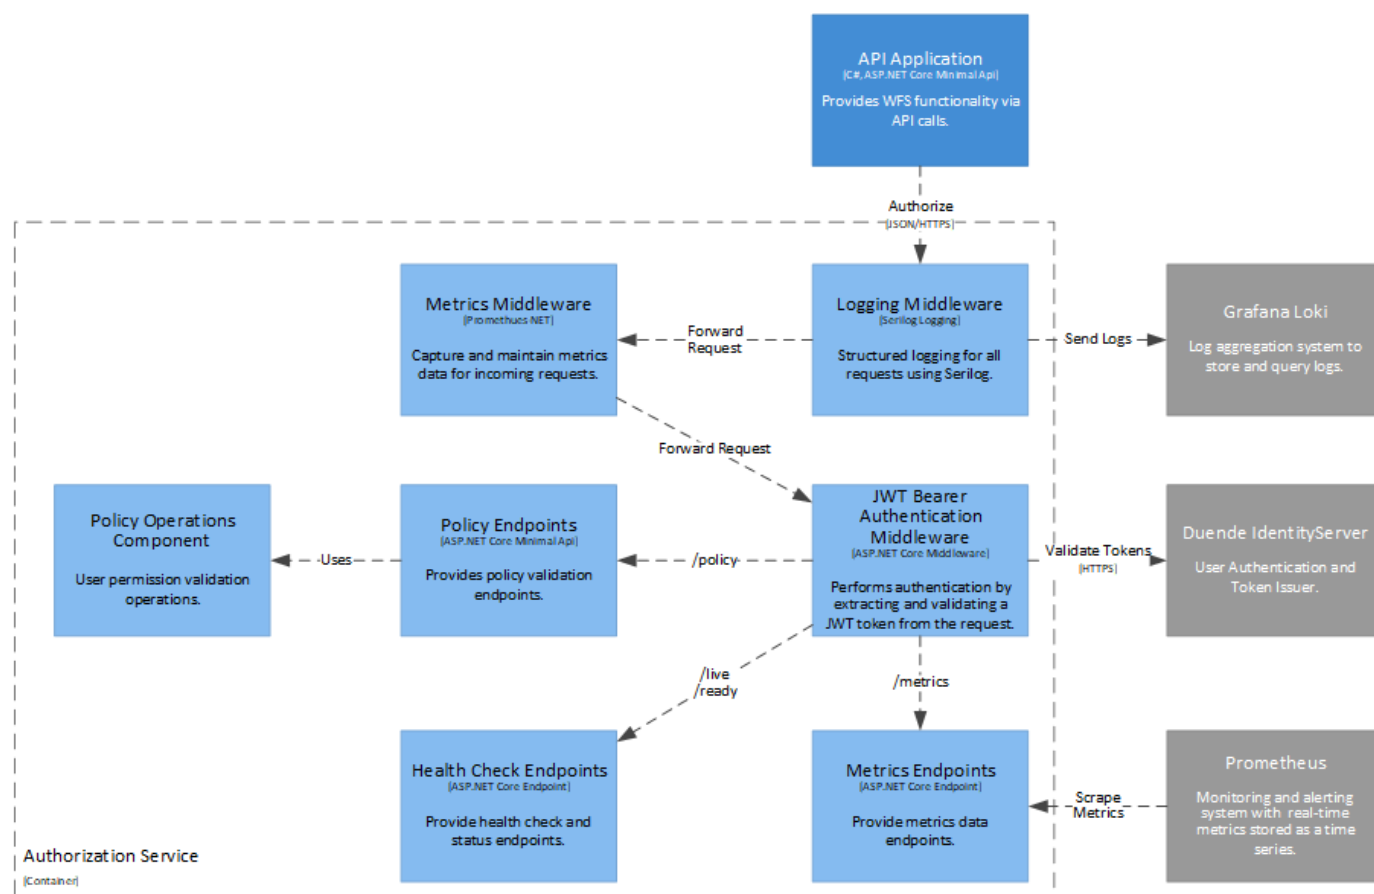 API Application
[C#, ASP.NET Core Minimal Api]
Provides WFS functionality via
API calls.
Authorize
[JSON/HTTPS]
Metrics Middleware
[Promethues-NET]
Capture and maintain metrics
data for incoming requests.
Forward
Request
Logging Middleware
[Serilog Logging]
Structured logging for all
requests using Serilog.
Send Logs
Grafana Loki
Log aggregation system to
store and query logs.
Forward Request
Policy Operations
Component
User permission validation
operations.
Uses
Policy Endpoints
[ASP.NET Core Minimal Api]
Provides policy validation
endpoints.
/policy
JWT Bearer
Authentication
Middleware
[ASP.NET Core Middleware]
Performs authentication by
extracting and validating a
JWT token from the request.
Validate Tokens
[HTTPS]
Duende IdentityServer
User Authentication and
Token Issuer.
/live
/ready
/metrics
Health Check Endpoints
[ASP.NET Core Endpoint]
Provide health check and
status endpoints.
Metrics Endpoints
[ASP.NET Core Endpoint]
Provide metrics data
endpoints.
Scrape
Metrics
Prometheus
Monitoring and alerting
system with real-time
metrics stored as a time
series.
Authorization Service
[Container]